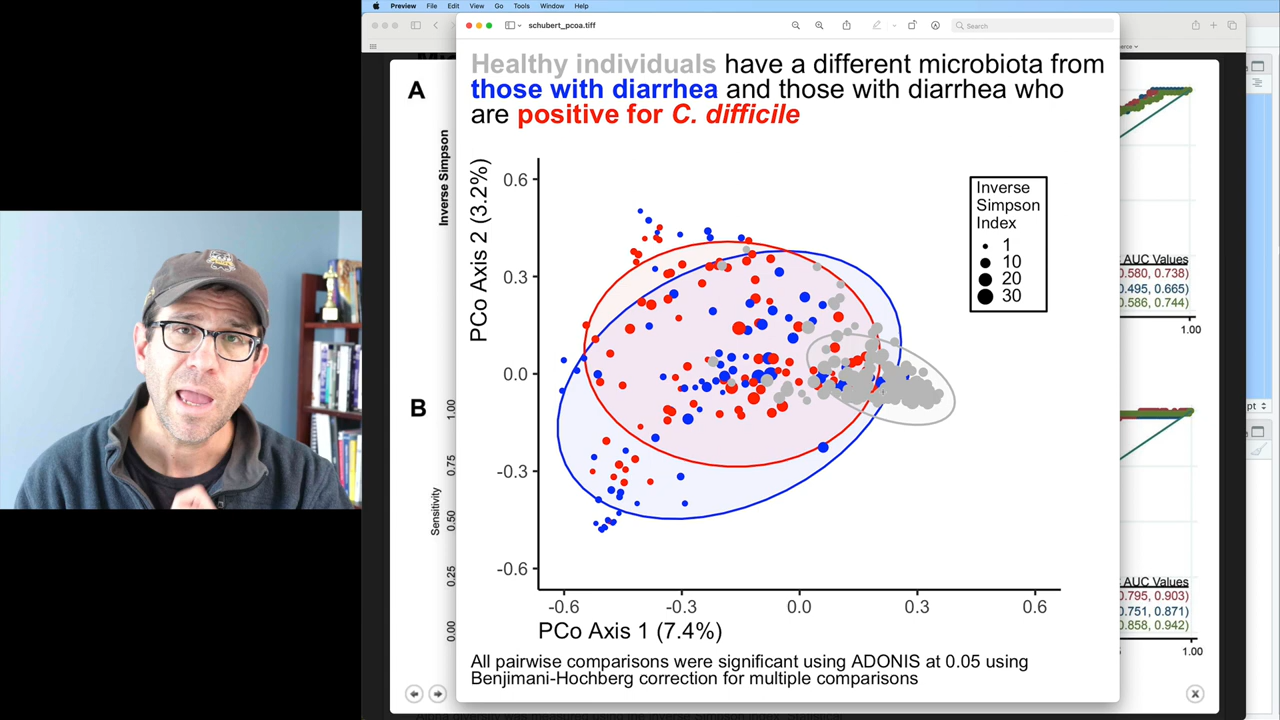 Preview File Edit View Go Tools Window Help
schubert_pcoa.tiff
Search
Healthy individuals have a different microbiota from
those with diarrhea and those with diarrhea who
are positive for C. difficile
A
Inverse Simpson
PCo Axis 2 (3.2%)
0.6
0.3
0.0
-0.3
-0.6
Inverse
Simpson
Index
1
10
20
30
AUC Values
0.580, 0.738)
0.495, 0.665)
0.586, 0.744)
1.00
B
Sensitivity
1.00
0.75
0.50
0.25
0.00
pt
AUC Values
0.795, 0.903)
0.751, 0.871)
0.858, 0.942)
1.00
-0.6
-0.3
0.0
0.3
0.6
PCo Axis 1 (7.4%)
All pairwise comparisons were significant using ADONIS at 0.05 using
Benjimani-Hochberg correction for multiple comparisons